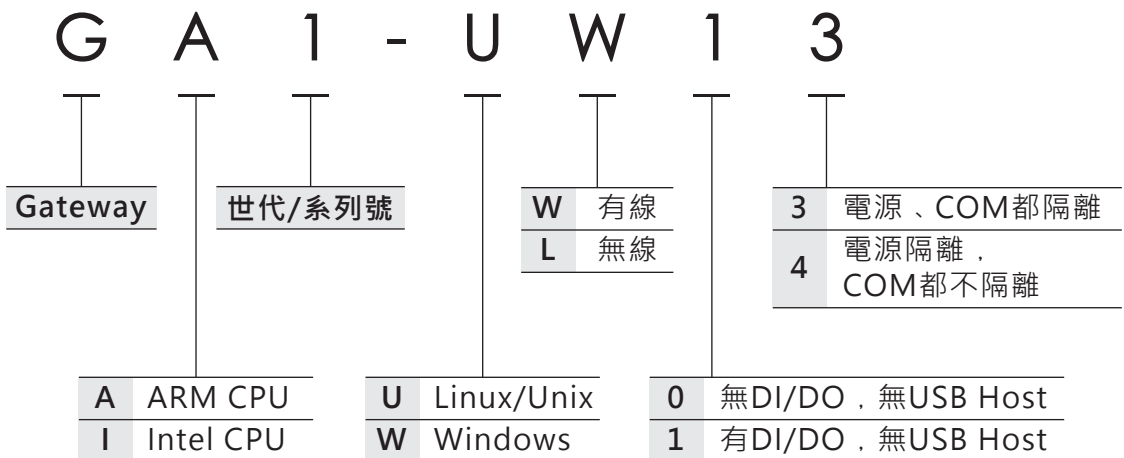 G A 1 - U W 1 3
Gateway
世代/系列號
W 有線
L 無線
3 電源、COM都隔離
4 電源隔離，
COM都不隔離
A ARM CPU
I Intel CPU
U Linux/Unix
W Windows
0 無DI/DO，無USB Host
1 有DI/DO，無USB Host